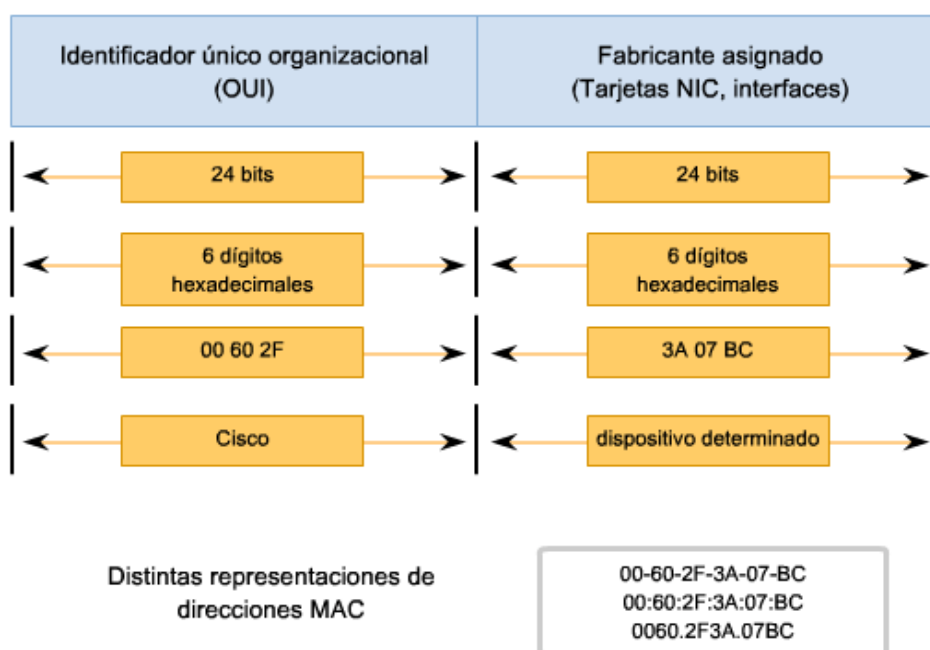 Identificador único organizacional
(OUI)
Fabricante asignado
(Tarjetas NIC, interfaces)
24 bits
24 bits
6 dígitos
hexadecimales
6 dígitos
hexadecimales
00 60 2F
3A 07 BC
Cisco
dispositivo determinado
Distintas representaciones de
direcciones MAC
00-60-2F-3A-07-BC
00:60:2F:3A:07:BC
0060.2F3A.07BC